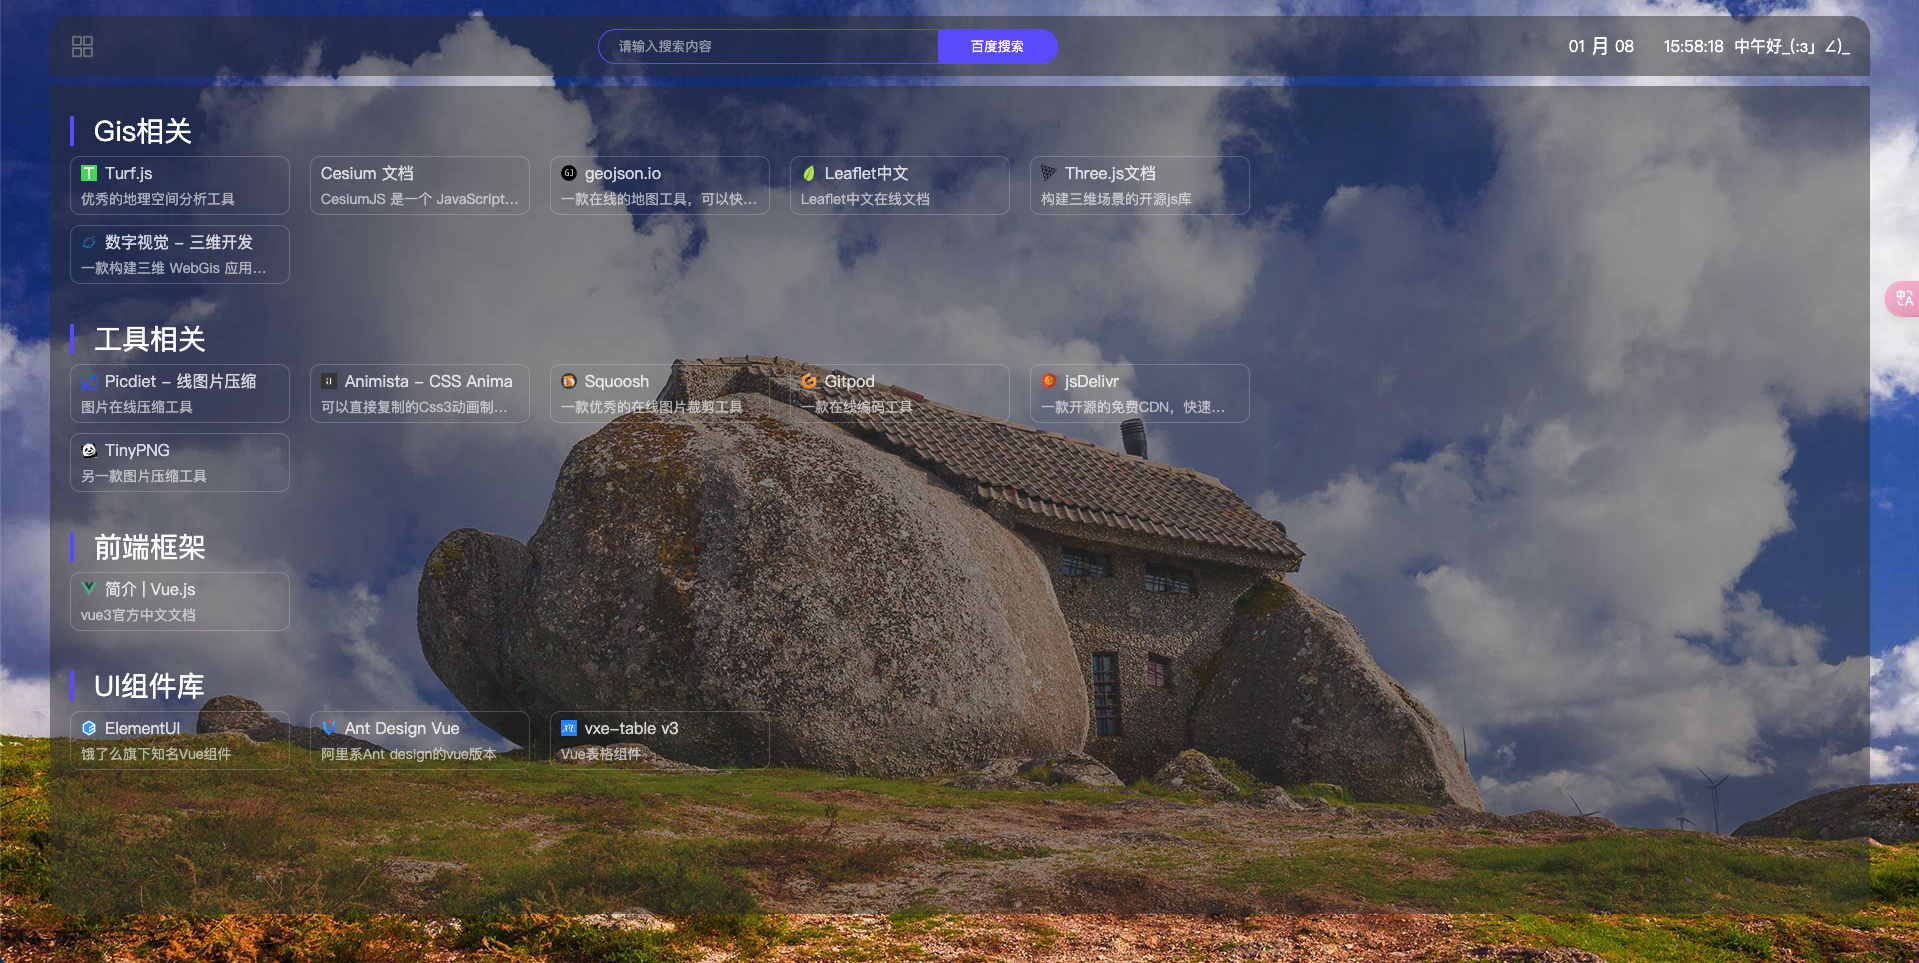 请输入搜索内容
百度搜索
01 月 08
15:58:18 中午好_(:з」∠)_
Gis相关
Turf.js
优秀的地理空间分析工具
Cesium 文档
CesiumJS 是一个 JavaScript...
geojson.io
一款在线的地图工具，可以快...
Leaflet中文
Leaflet中文在线文档
Three.js文档
构建三维场景的开源js库
数字视觉 - 三维开发
一款构建三维 WebGis 应用...
工具相关
Picdiet - 线图片压缩
图片在线压缩工具
Animista - CSS Anima
可以直接复制的Css3动画制...
Squoosh
一款优秀的在线图片裁剪工具
Gitpod
一款在线编码工具
jsDelivr
一款开源的免费CDN，快速...
TinyPNG
另一款图片压缩工具
前端框架
简介 | Vue.js
vue3官方中文文档
UI组件库
ElementUI
饿了么旗下知名Vue组件
Ant Design Vue
阿里系Ant design的vue版本
vxe-table v3
Vue表格组件